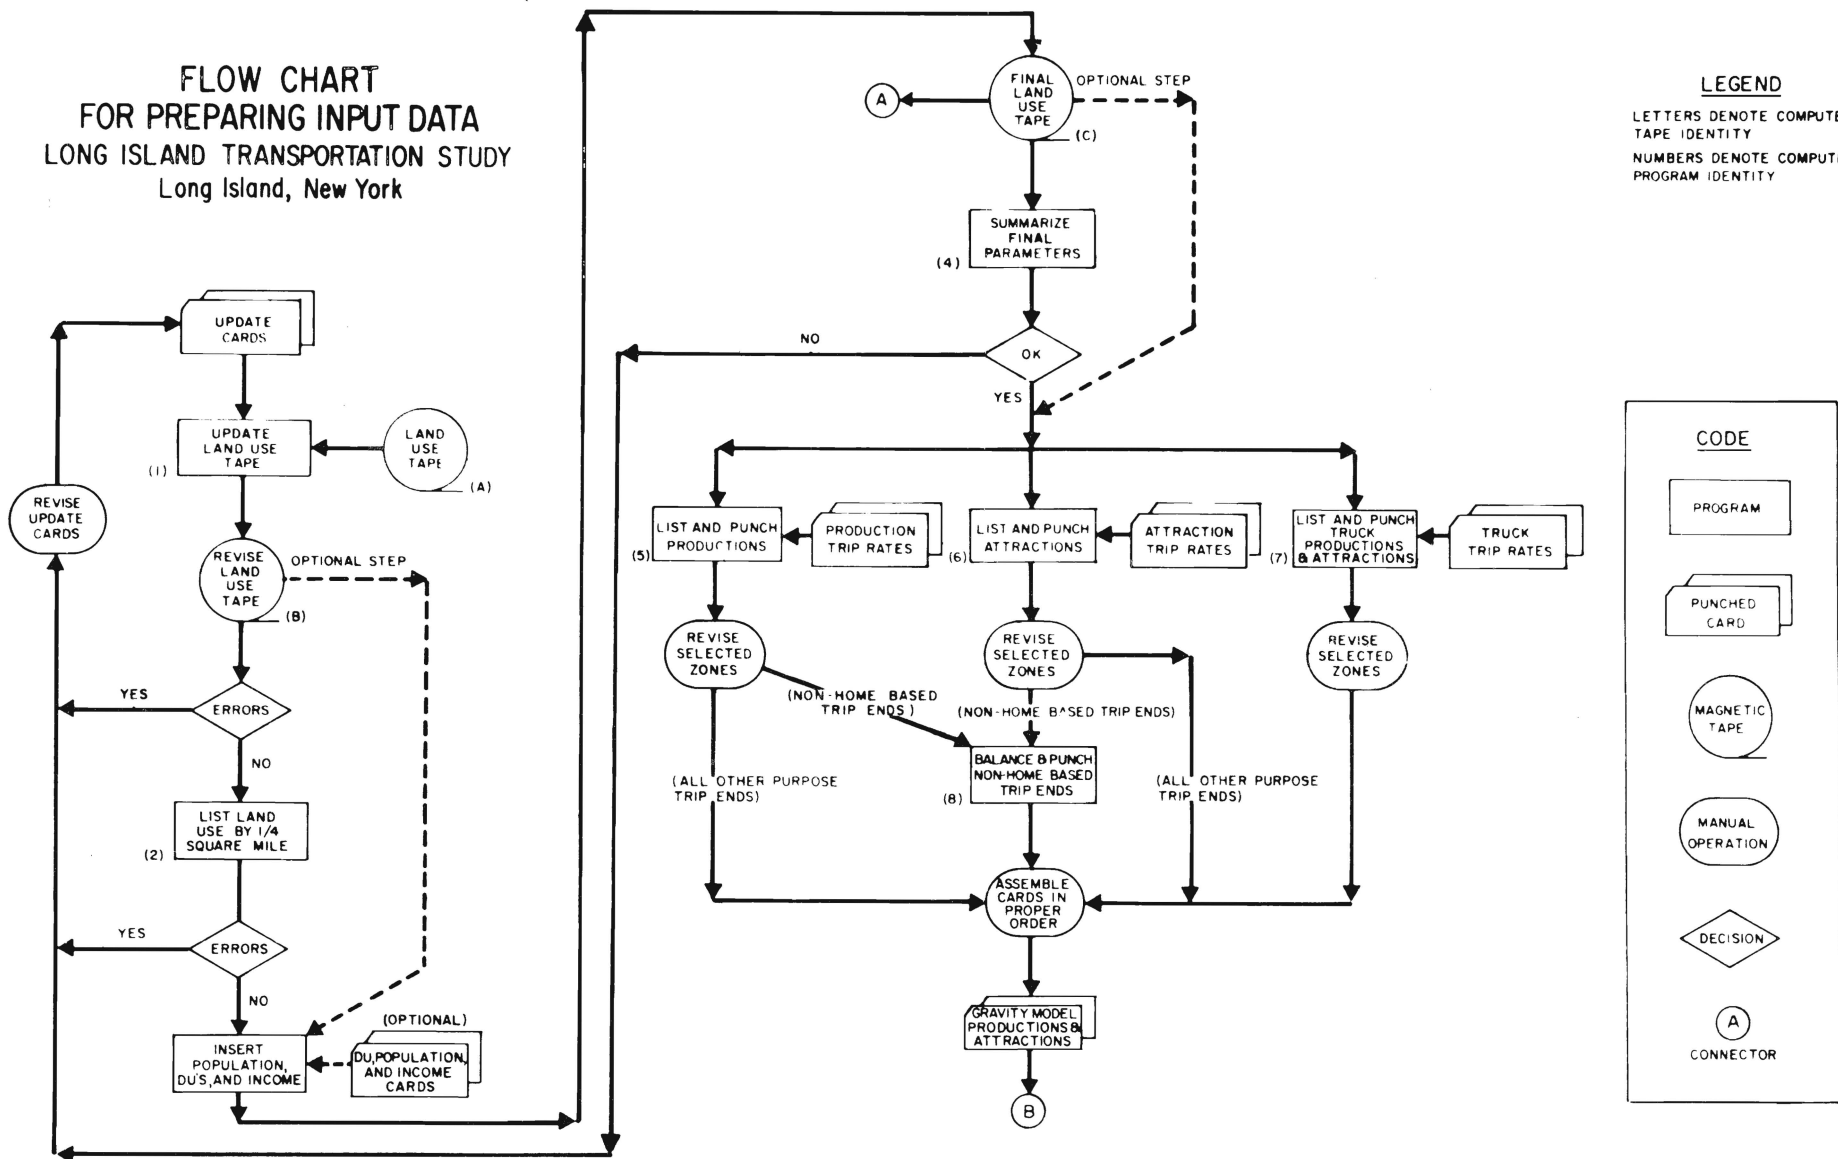 FLOW CHART
FOR PREPARING INPUT DATA
LONG ISLAND TRANSPORTATION STUDY
Long Island, New York
UPDATE
CARDS
UPDATE
LAND USE
TAPE
(1)
LAND
USE
TAPE
(A)
REVISE
UPDATE
CARDS
REVISE
LAND
USE
TAPE
(B)
OPTIONAL STEP
YES
ERRORS
NO
LIST LAND
USE BY 1/4
SQUARE MILE
(2)
YES
ERRORS
NO
(OPTIONAL)
INSERT
POPULATION,
DU'S, AND INCOME
DU, POPULATION,
AND INCOME
CARDS
A
FINAL
LAND
USE
TAPE
(C)
OPTIONAL STEP
SUMMARIZE
FINAL
PARAMETERS
(4)
NO
OK
YES
LIST AND PUNCH
PRODUCTIONS
(5)
PRODUCTION
TRIP RATES
LIST AND PUNCH
ATTRACTIONS
(6)
ATTRACTION
TRIP RATES
LIST AND PUNCH
TRUCK
PRODUCTIONS
& ATTRACTIONS
(7)
TRUCK
TRIP RATES
REVISE
SELECTED
ZONES
REVISE
SELECTED
ZONES
REVISE
SELECTED
ZONES
(NON-HOME BASED
TRIP ENDS)
(NON-HOME BASED TRIP ENDS)
(ALL OTHER PURPOSE
TRIP ENDS)
BALANCE & PUNCH
NON-HOME BASED
TRIP ENDS
(8)
(ALL OTHER PURPOSE
TRIP ENDS)
ASSEMBLE
CARDS IN
PROPER
ORDER
GRAVITY MODEL
PRODUCTIONS &
ATTRACTIONS
B
LEGEND
LETTERS DENOTE COMPUTE
TAPE IDENTITY
NUMBERS DENOTE COMPUT
PROGRAM IDENTITY
CODE
PROGRAM
PUNCHED
CARD
MAGNETIC
TAPE
MANUAL
OPERATION
DECISION
A
CONNECTOR